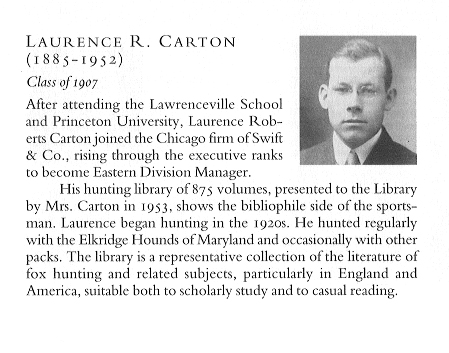 LAURENCE R. CARTON
(1885-1952)
Class of 1907
After attending the Lawrenceville School
and Princeton University, Laurence Rob-
erts Carton joined the Chicago firm of Swift
& Co., rising through the executive ranks
to become Eastern Division Manager.
His hunting library of 875 volumes, presented to the Library
by Mrs. Carton in 1953, shows the bibliophile side of the sports-
man. Laurence began hunting in the 1920s. He hunted regularly
with the Elkridge Hounds of Maryland and occasionally with other
packs. The library is a representative collection of the literature of
fox hunting and related subjects, particularly in England and
America, suitable both to scholarly study and to casual reading.